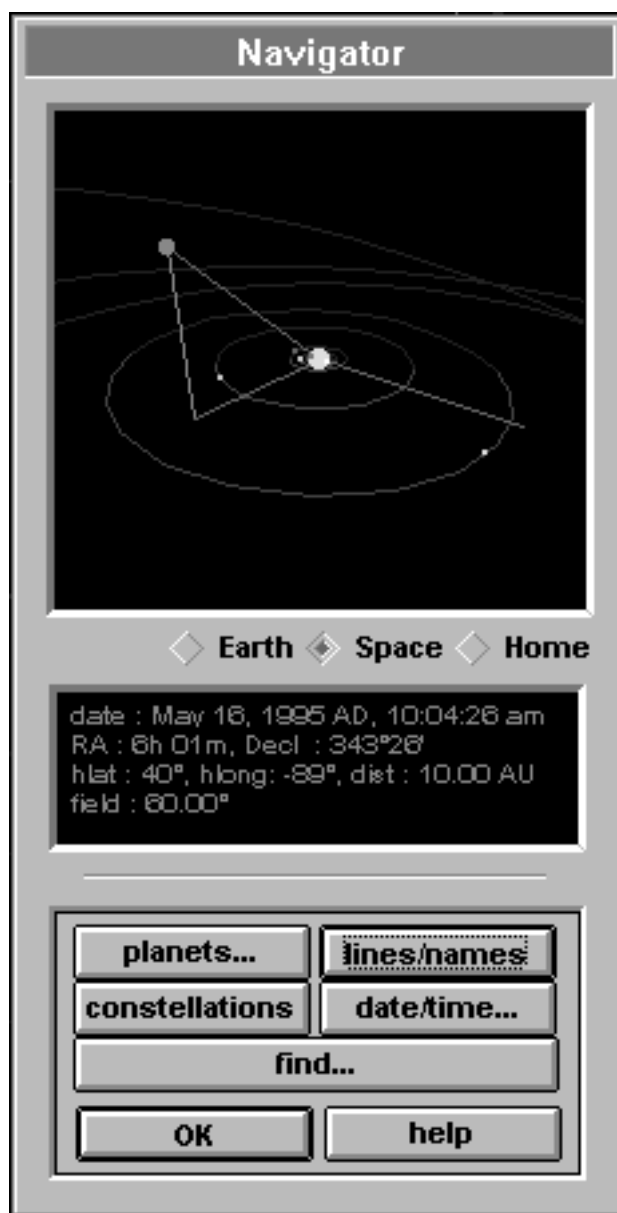 Navigator
Earth Space Home
date : May 16, 1995 AD, 10:04:26 am
RA : 6h 01m, Decl : 343°26'
hlat : 40°, hlong: -89°, dist : 10.00 AU
field : 60.00°
planets... lines/names
constellations date/time...
find...
OK help